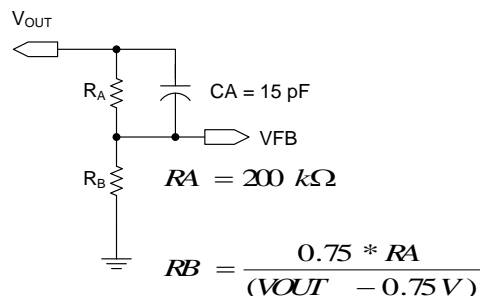 VOUT
RA
CA = 15 pF
VFB
RB
RA = 200 kΩ
RB = 0.75 * RA / (VOUT - 0.75 V)